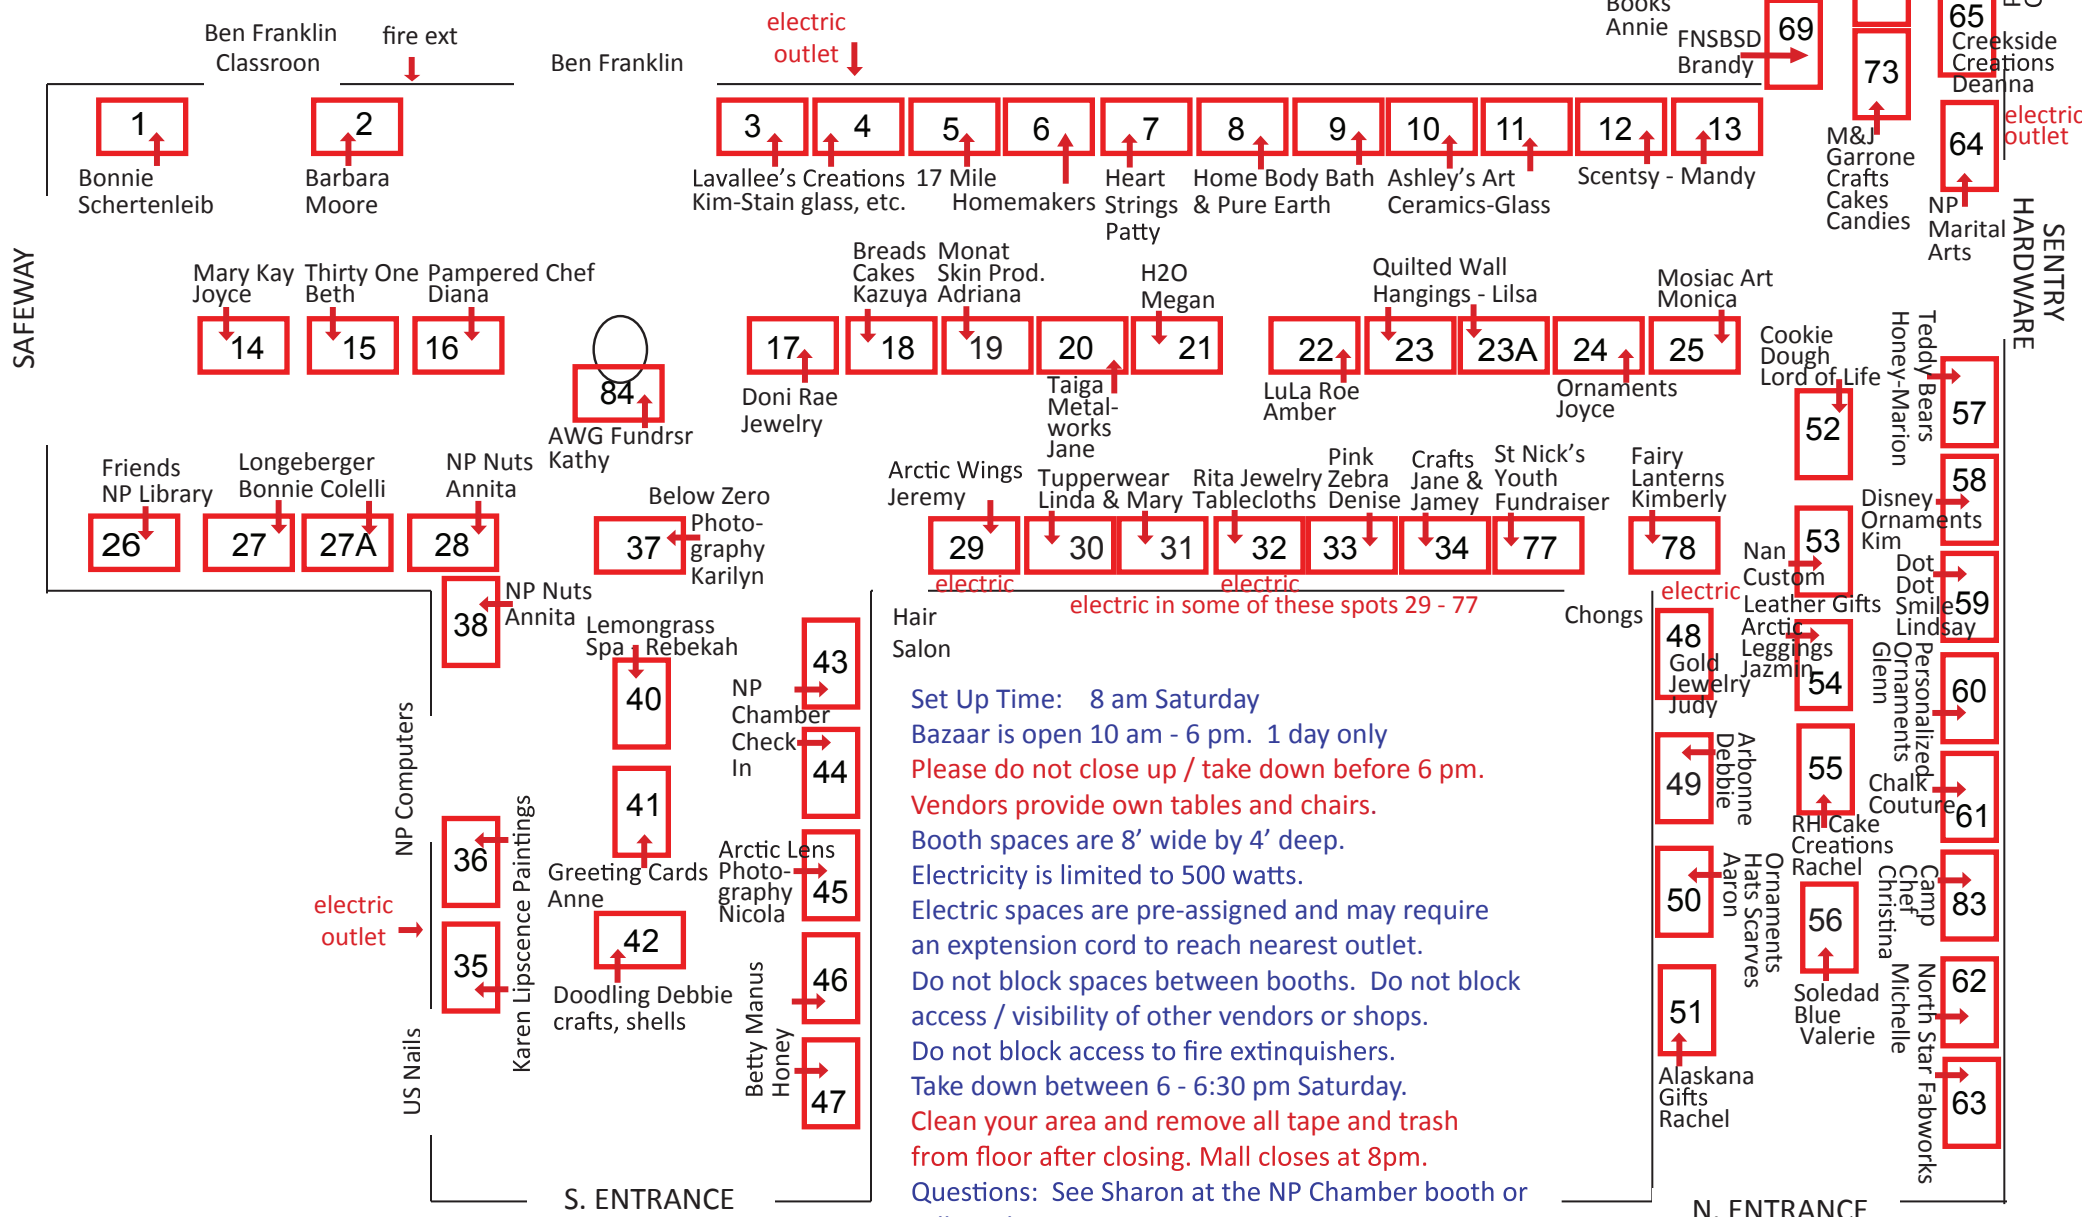 Ben Franklin
Classroon
fire ext
Ben Franklin
electric
outlet
Books
Annie
FNSBSD
Brandy
69
73
65
Creekside
Creations
Deanna
electric
outlet
1
2
3
4
5
6
7
8
9
10
11
12
13
64
Bonnie
Schertenleib
Barbara
Moore
Lavallee's Creations
Kim-Stain glass, etc.
17 Mile
Homemakers
Heart
Strings
Patty
Home Body Bath
& Pure Earth
Ashley's Art
Ceramics-Glass
Scentsy - Mandy
M&J
Garrone
Crafts
Cakes
Candies
NP
Marital
Arts
SENTRY
HARDWARE
SAFEWAY
Mary Kay
Joyce
Thirty One
Beth
Pampered Chef
Diana
Breads
Cakes
Kazuya
Monat
Skin Prod.
Adriana
H2O
Megan
Quilted Wall
Hangings - Lilsa
Mosiac Art
Monica
14
15
16
84
17
18
19
20
21
22
23
23A
24
25
AWG Fundrsr
Kathy
Doni Rae
Jewelry
Taiga
Metal-
works
Jane
LuLa Roe
Amber
Ornaments
Joyce
Cookie
Dough
Lord of Life
52
Teddy Bears
Honey-Marion
57
Friends
NP Library
Longeberger
Bonnie Colelli
NP Nuts
Annita
Below Zero
Photo-
graphy
Karilyn
Arctic Wings
Jeremy
Tupperwear
Linda & Mary
Rita Jewelry
Tablecloths
Pink
Zebra
Denise
Crafts
Jane &
Jamey
St Nick's
Youth
Fundraiser
Fairy
Lanterns
Kimberly
26
27
27A
28
37
29
30
31
32
33
34
77
78
53
Nan
Custom
Leather Gifts
58
Disney
Ornaments
Kim
electric
electric
electric in some of these spots 29 - 77
electric
38
NP Nuts
Annita
Lemongrass
Spa - Rebekah
40
43
NP
Chamber
Check
In
44
Hair
Salon
Chongs
48
Gold
Jewelry
Judy
Arctic
Leggings
Jazmin
54
Dot
Dot
Smile
Lindsay
59
Personalized
Ornaments
Glenn
60
Set Up Time: 8 am Saturday
Bazaar is open 10 am - 6 pm. 1 day only
Please do not close up / take down before 6 pm.
Vendors provide own tables and chairs.
Booth spaces are 8' wide by 4' deep.
Electricity is limited to 500 watts.
Electric spaces are pre-assigned and may require
an exptension cord to reach nearest outlet.
Do not block spaces between booths. Do not block
access / visibility of other vendors or shops.
Do not block access to fire extinquishers.
Take down between 6 - 6:30 pm Saturday.
Clean your area and remove all tape and trash
from floor after closing. Mall closes at 8pm.
Questions: See Sharon at the NP Chamber booth or
NP Computers
36
Karen Lipscence Paintings
41
Greeting Cards
Anne
Arctic Lens
Photo-
graphy
Nicola
45
electric
outlet
35
42
Doodling Debbie
crafts, shells
46
Betty Manus
Honey
47
US Nails
49
Arbonne
Debbie
55
RH Cake
Creations
Rachel
Chalk
Couture
61
50
Ornaments
Hats Scarves
Aaron
56
Soledad
Blue
Valerie
Camp
Chef
Christina
83
51
Alaskana
Gifts
Rachel
62
North Star Fabworks
Michelle
63
S. ENTRANCE
N. ENTRANCE